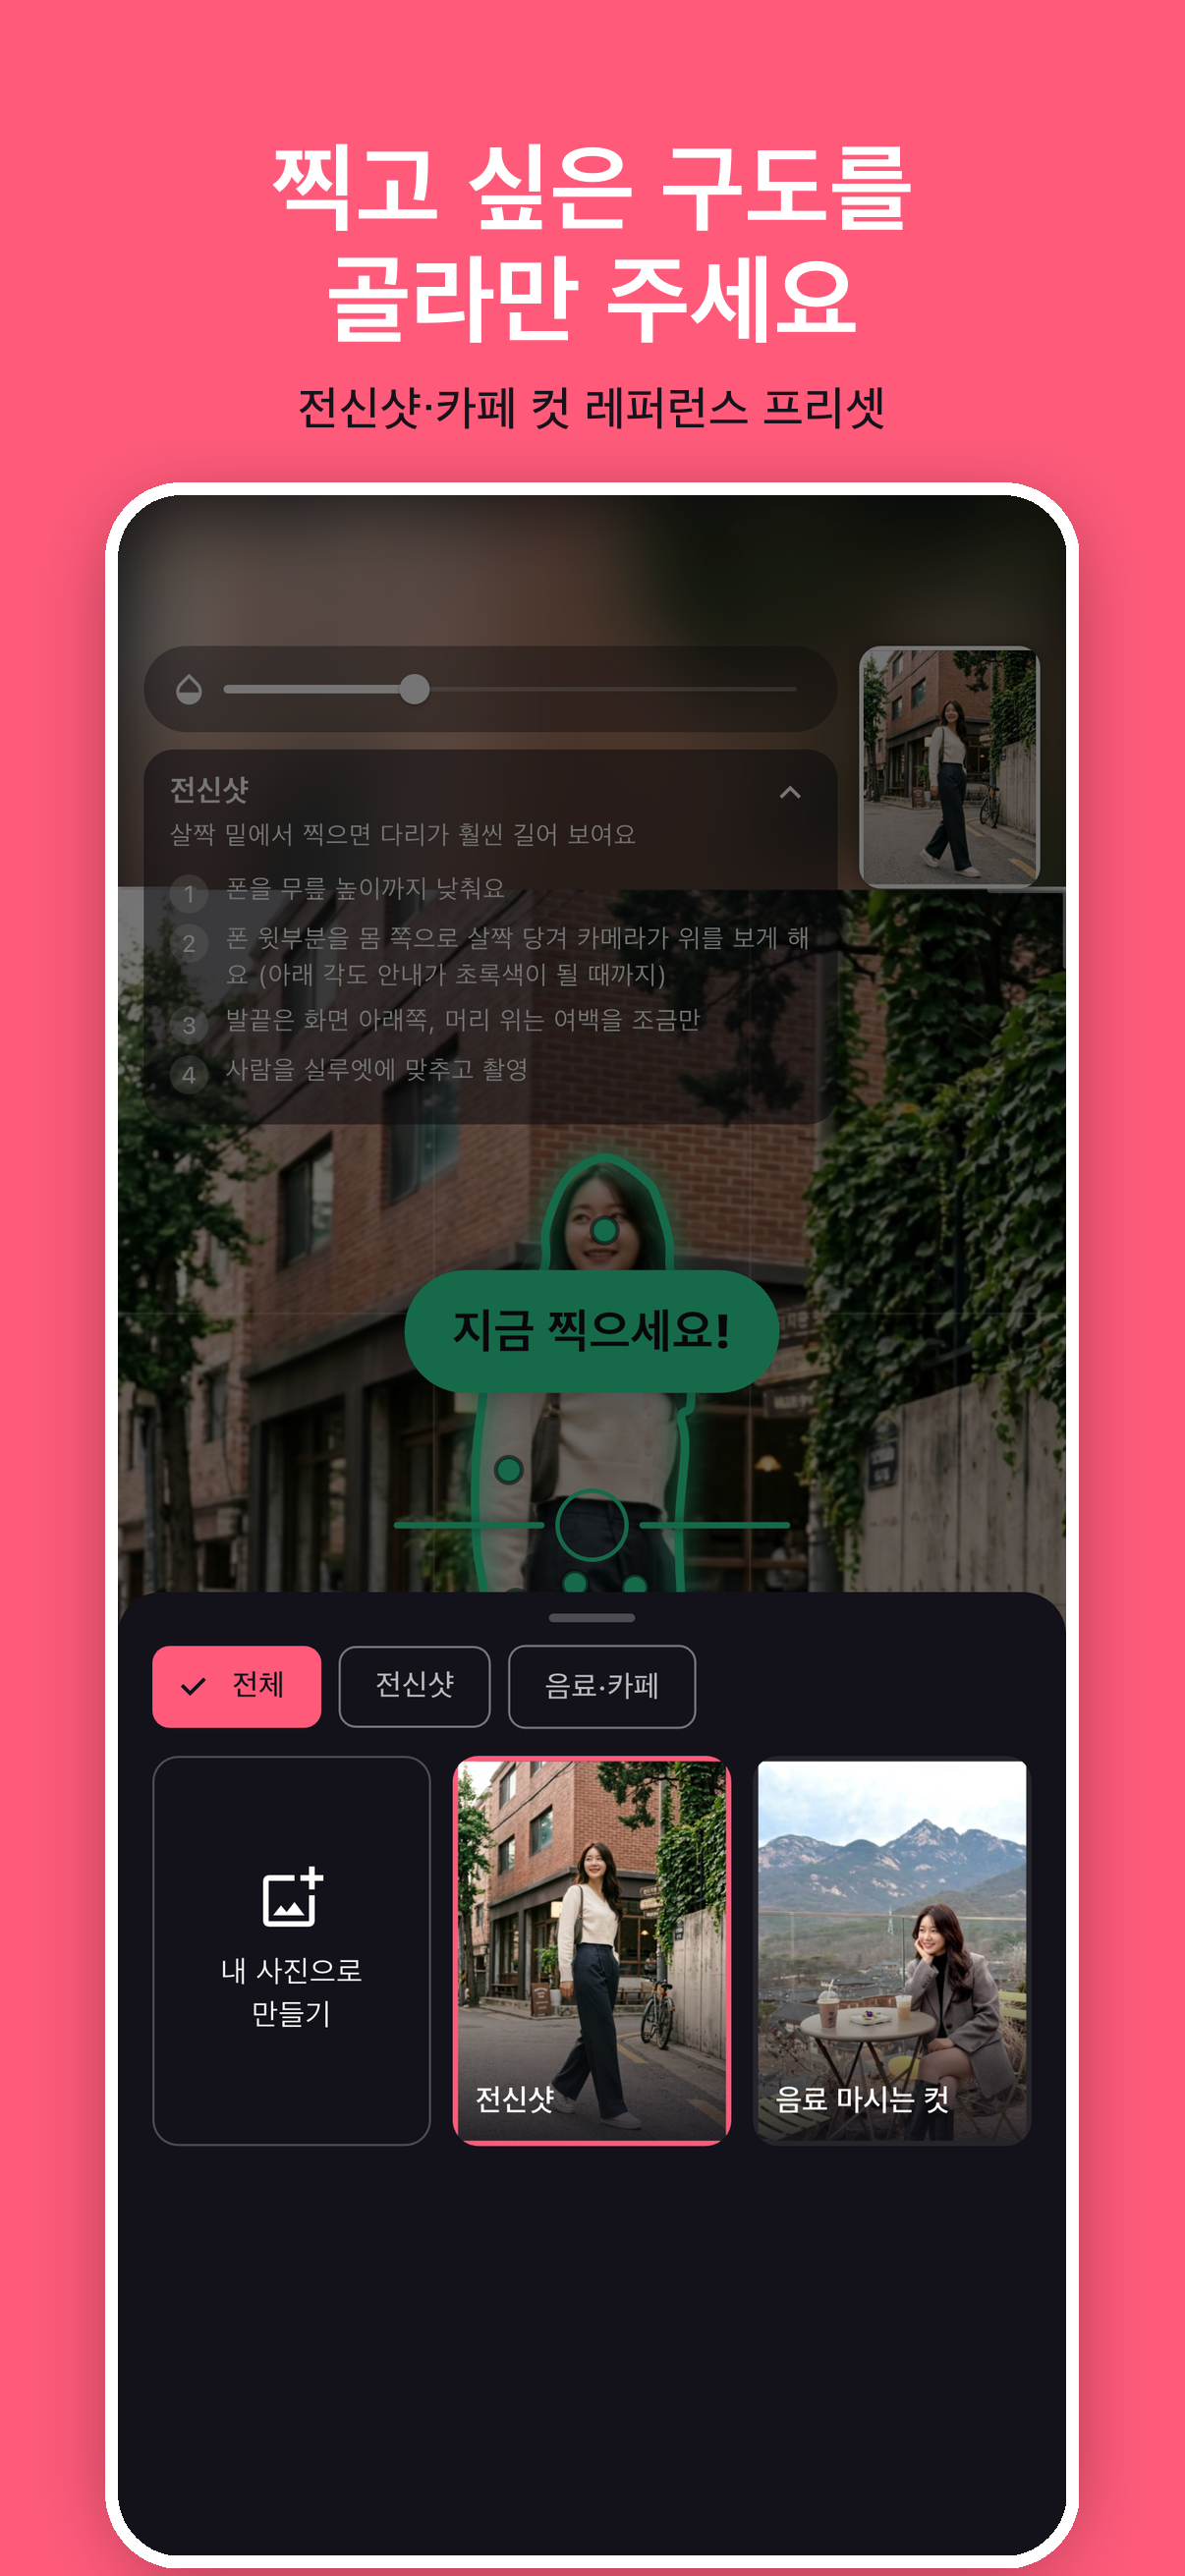 찍고 싶은 구도를
골라만 주세요
전신샷·카페 컷 레퍼런스 프리셋
전신샷
살짝 밑에서 찍으면 다리가 훨씬 길어 보여요
1 폰을 무릎 높이까지 낮춰요
2 폰 윗부분을 몸 쪽으로 살짝 당겨 카메라가 위를 보게 해
요 (아래 각도 안내가 초록색이 될 때까지)
3 발끝은 화면 아래쪽, 머리 위는 여백을 조금만
4 사람을 실루엣에 맞추고 촬영
지금 찍으세요!
전체
전신샷
음료·카페
내 사진으로
만들기
전신샷
음료 마시는 컷